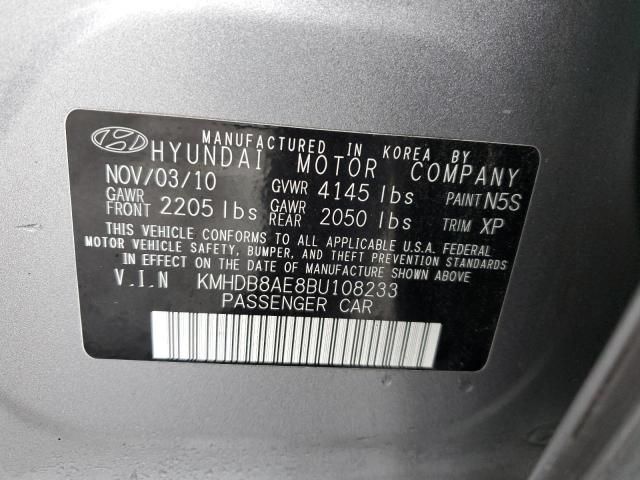 MANUFACTURED IN KOREA BY
HYUNDAI MOTOR COMPANY
NOV/03/10 GVWR 4145 lbs PAINT N5S
GAWR FRONT 2205 lbs GAWR REAR 2050 lbs TRIM XP
THIS VEHICLE CONFORMS TO ALL APPLICABLE U.S.A. FEDERAL
MOTOR VEHICLE SAFETY, BUMPER, AND THEFT PREVENTION STANDARDS
IN EFFECT ON THE DATE OF MANUFACTURE SHOWN ABOVE.
V.I.N KMHDB8AE8BU108233
PASSENGER CAR